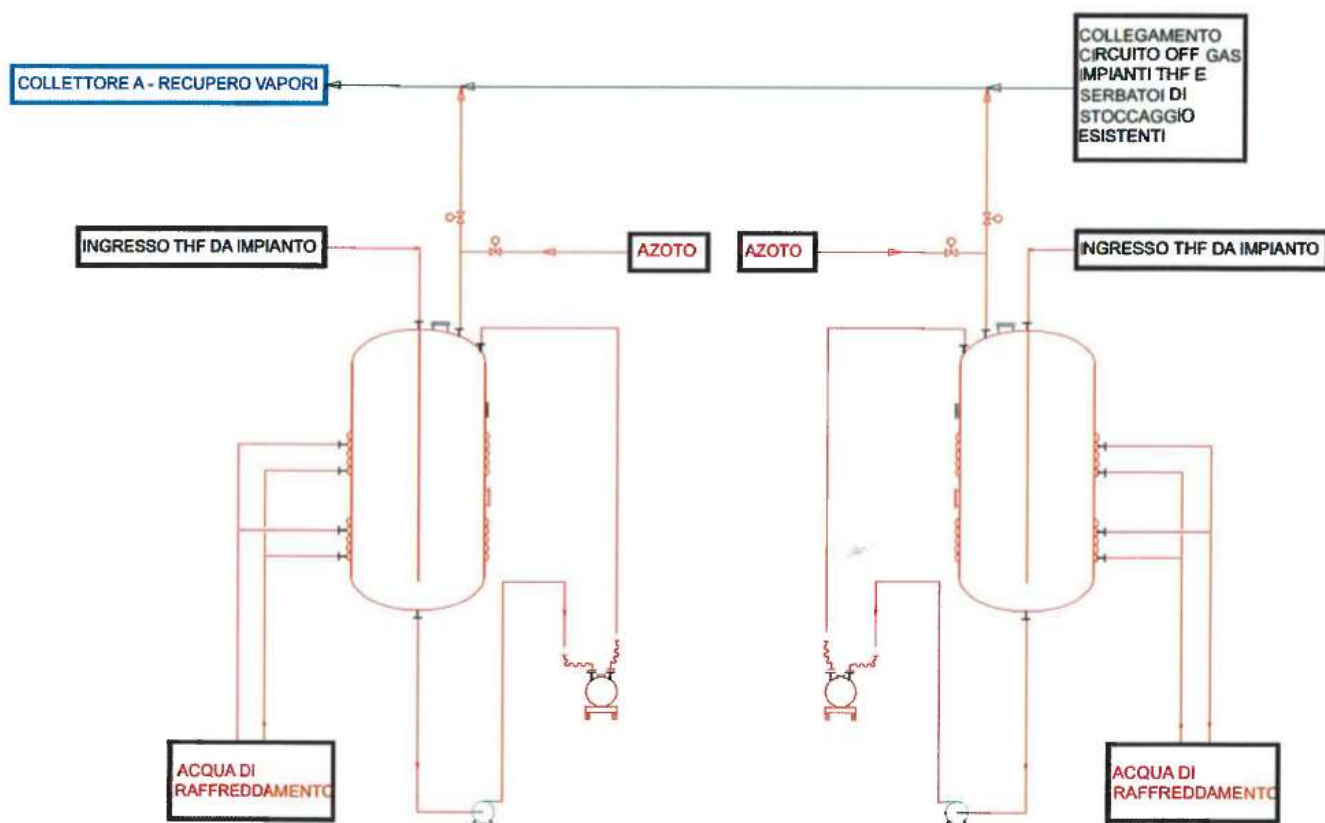 COLLEGAMENTO
CIRCUITO OFF GAS
IMPIANTI THF E
SERBATOI DI
STOCCAGGIO
ESISTENTI
COLLETTORE A - RECUPERO VAPORI
INGRESSO THF DA IMPIANTO
AZOTO
AZOTO
INGRESSO THF DA IMPIANTO
ACQUA DI
RAFFREDDAMENTO
ACQUA DI
RAFFREDDAMENTO